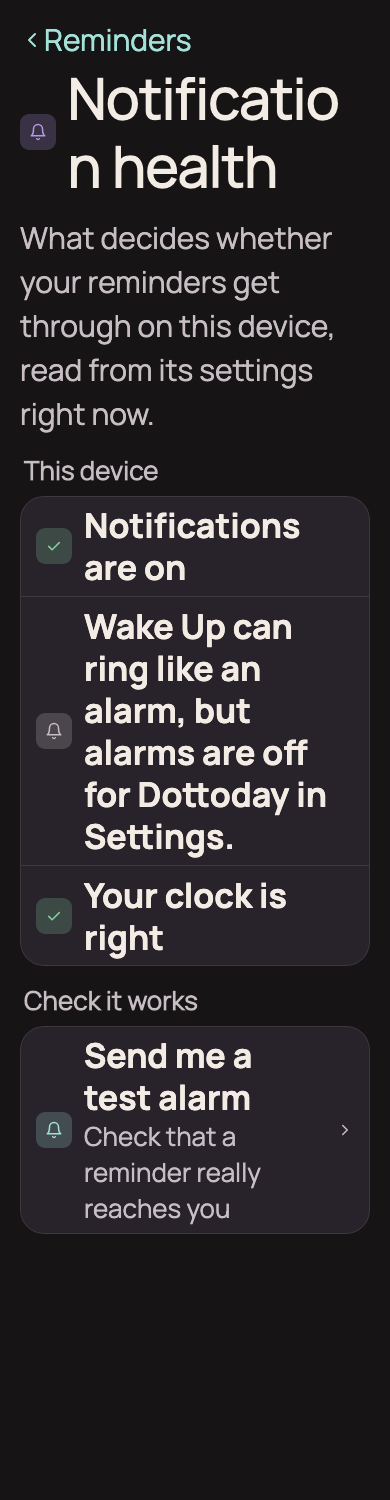 Reminders
Notificatio
n health
What decides whether
your reminders get
through on this device,
read from its settings
right now.
This device
Notifications
are on
Wake Up can
ring like an
alarm, but
alarms are off
for Dottoday in
Settings.
Your clock is
right
Check it works
Send me a
test alarm
Check that a
reminder really
reaches you